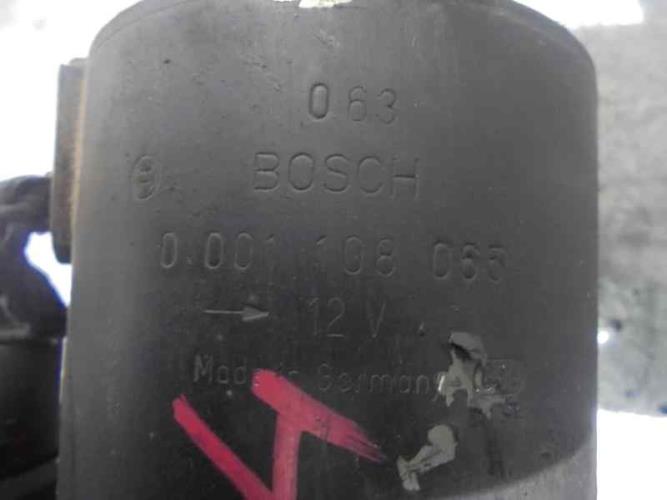 063
BOSCH
0 001 108 065
→ 12 V
Made in Germany